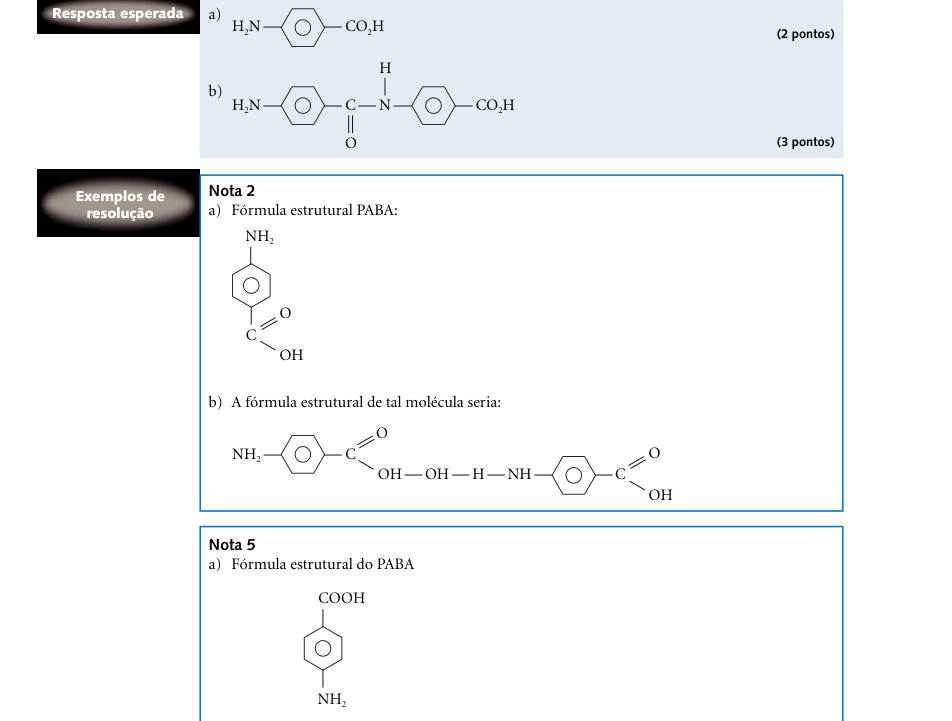 Resposta esperada
a)
H₂N CO₂H
(2 pontos)
b)
H
H₂N C N CO₂H
O
(3 pontos)
Exemplos de
resolução
Nota 2
a) Fórmula estrutural PABA:
NH₂
O
C
OH
b) A fórmula estrutural de tal molécula seria:
O
NH₂ C O
OH — OH — H — NH C
OH
Nota 5
a) Fórmula estrutural do PABA
COOH
NH₂